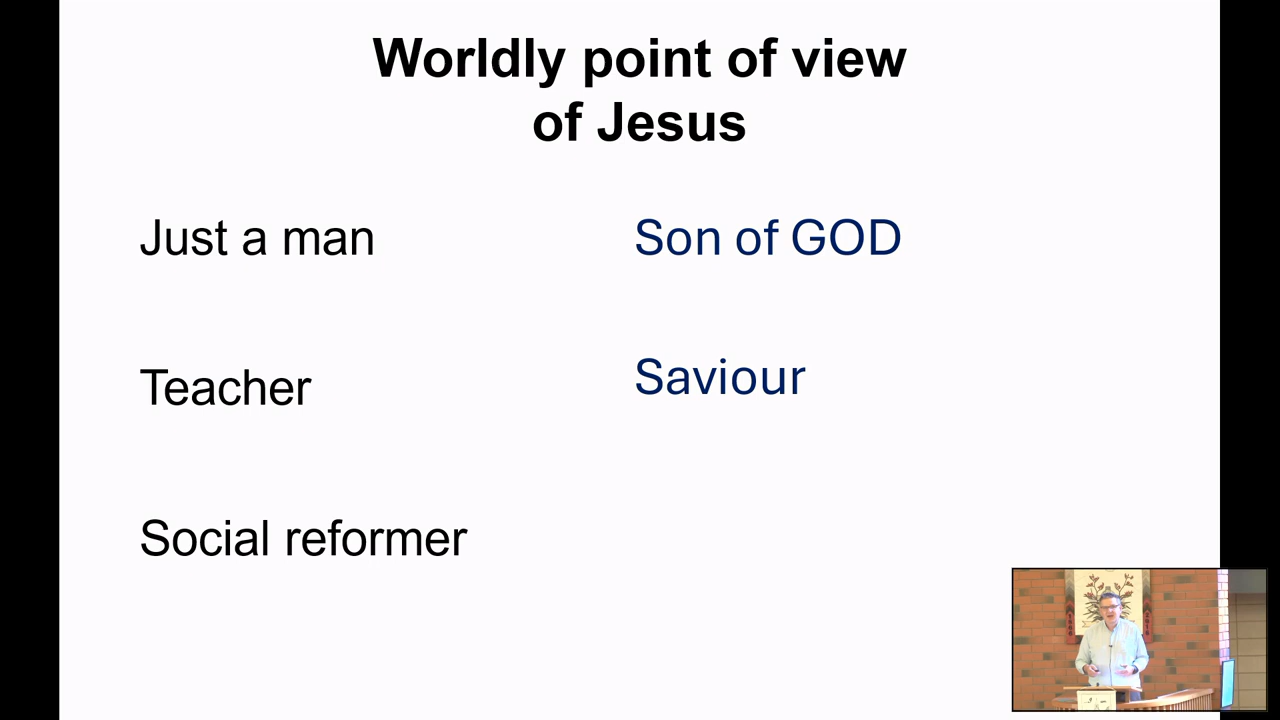 Worldly point of view
of Jesus
Just a man
Son of GOD
Teacher
Saviour
Social reformer